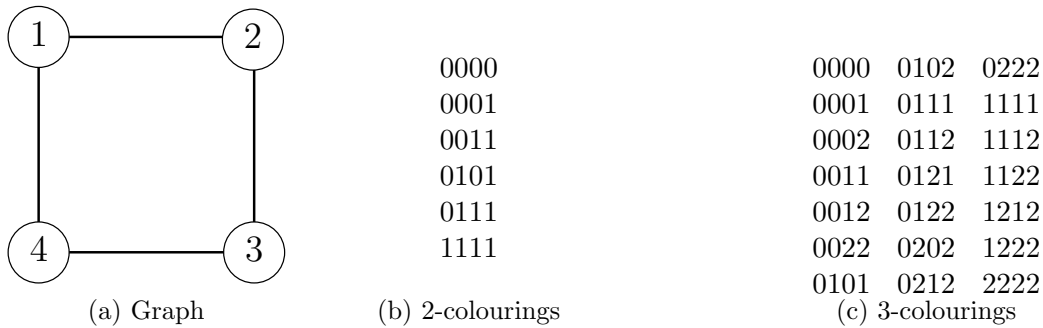 1 2
4 3
(a) Graph
0000
0001
0011
0101
0111
1111
(b) 2-colourings
0000 0102 0222
0001 0111 1111
0002 0112 1112
0011 0121 1122
0012 0122 1212
0022 0202 1222
0101 0212 2222
(c) 3-colourings